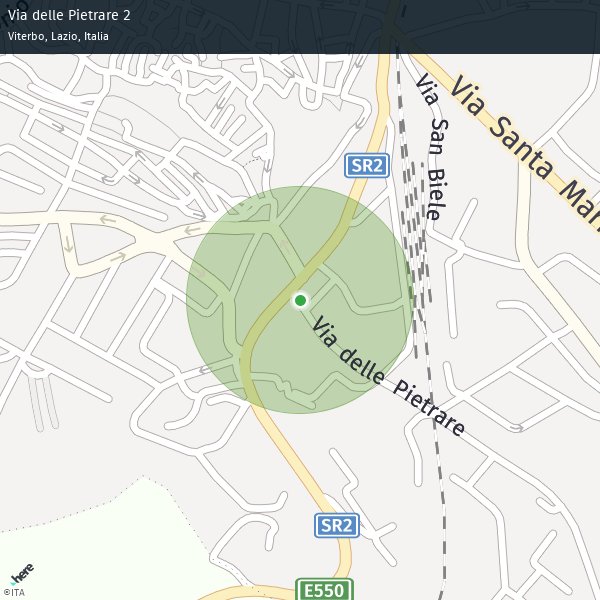 Via delle Pietrare 2
Viterbo, Lazio, Italia
Via San Biele
Via Santa Mar
SR2
Via delle Pietrare
SR2
here
©ITA
E550